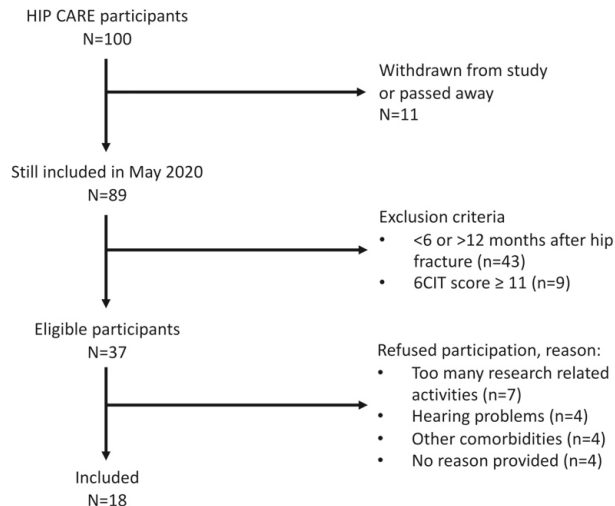 HIP CARE participants
N=100
Withdrawn from study
or passed away
N=11
Still included in May 2020
N=89
Exclusion criteria
• <6 or >12 months after hip
fracture (n=43)
• 6CIT score ≥ 11 (n=9)
Eligible participants
N=37
Refused participation, reason:
• Too many research related
activities (n=7)
• Hearing problems (n=4)
• Other comorbidities (n=4)
• No reason provided (n=4)
Included
N=18